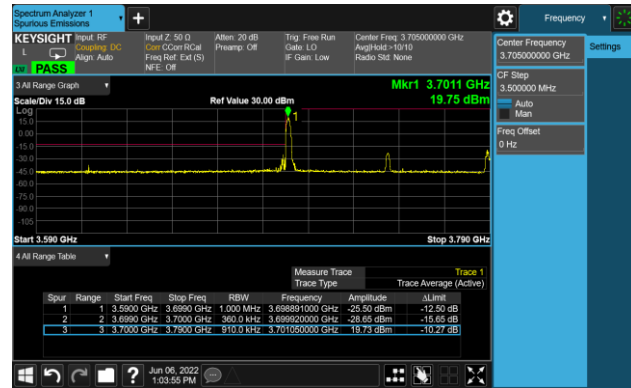 Spectrum Analyzer 1
Spurious Emissions
Frequency
KEYSIGHT
Input: RF
Coupling: DC
Align: Auto
Input Z: 50 Ω
Corr CCorr RCal
Freq Ref: Ext (S)
NFE: Off
Atten: 20 dB
Preamp: Off
Trig: Free Run
Gate: LO
IF Gain: Low
Center Freq: 3.705000000 GHz
Avg|Hold:>10/10
Radio Std: None
L
PASS
Center Frequency
3.705000000 GHz
Settings
CF Step
3.500000 MHz
Auto
Man
Freq Offset
0 Hz
3 All Range Graph
Mkr1 3.7011 GHz
Scale/Div 15.0 dB
Ref Value 30.00 dBm
19.75 dBm
Log
1
15.0
0.00
-15.0
-30.0
-45.0
-60.0
-75.0
-90.0
-105
Start 3.590 GHz
Stop 3.790 GHz
4 All Range Table
Measure Trace
Trace 1
Trace Type
Trace Average (Active)
Spur Range Start Freq Stop Freq RBW Frequency Amplitude ΔLimit
1 1 3.5900 GHz 3.6990 GHz 1.000 MHz 3.698891000 GHz -25.50 dBm -12.50 dB
2 2 3.6990 GHz 3.7000 GHz 360.0 kHz 3.699920000 GHz -28.65 dBm -15.65 dB
3 3 3.7000 GHz 3.7900 GHz 910.0 kHz 3.701050000 GHz 19.73 dBm -10.27 dB
?
Jun 06, 2022
1:03:55 PM